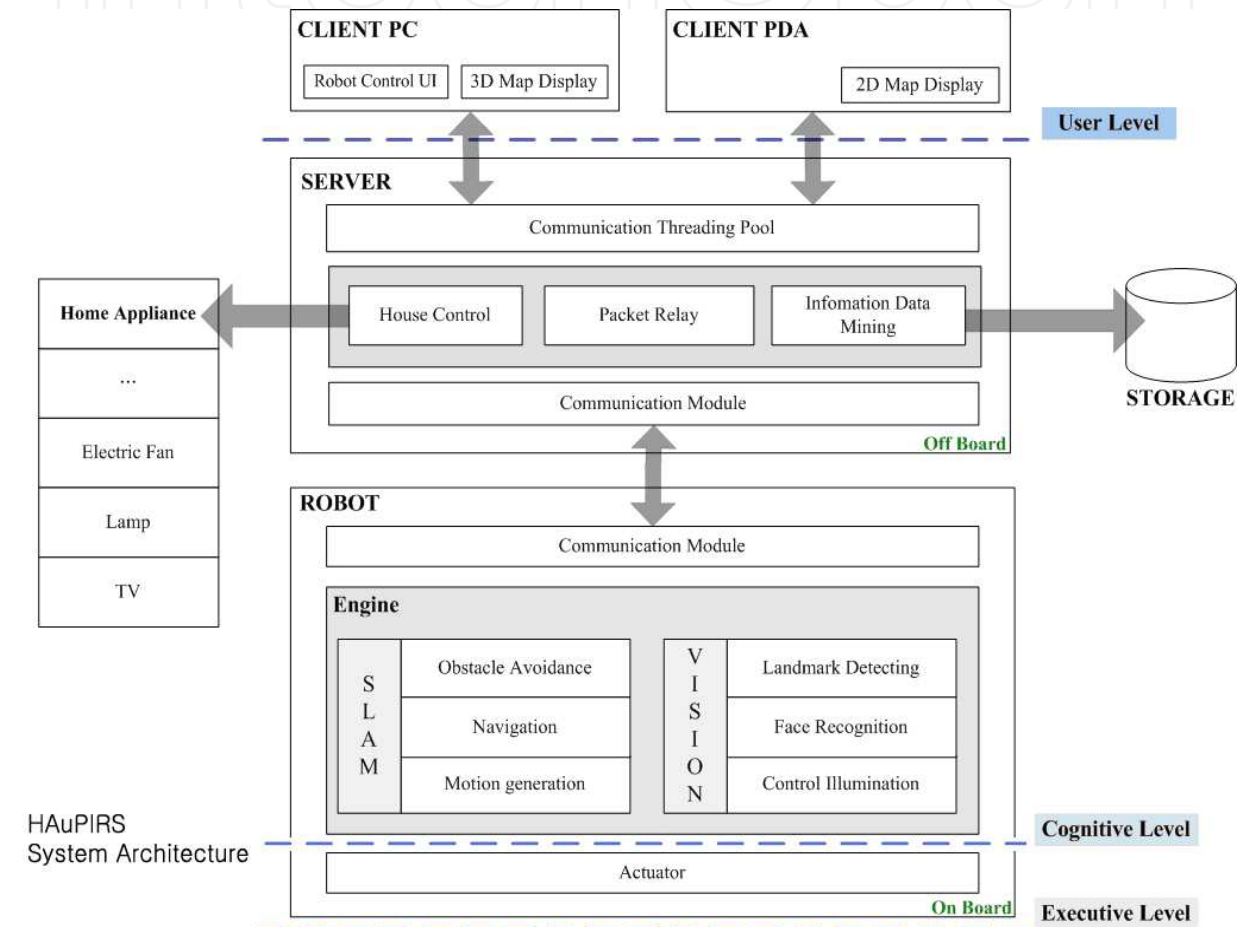 CLIENT PC
Robot Control UI
3D Map Display
CLIENT PDA
2D Map Display
User Level
SERVER
Communication Threading Pool
House Control
Packet Relay
Infomation Data
Mining
Communication Module
Off Board
Home Appliance
...
Electric Fan
Lamp
TV
STORAGE
ROBOT
Communication Module
Engine
SLAM
Obstacle Avoidance
Navigation
Motion generation
VISION
Landmark Detecting
Face Recognition
Control Illumination
HAuPIRS
System Architecture
Cognitive Level
Actuator
On Board
Executive Level